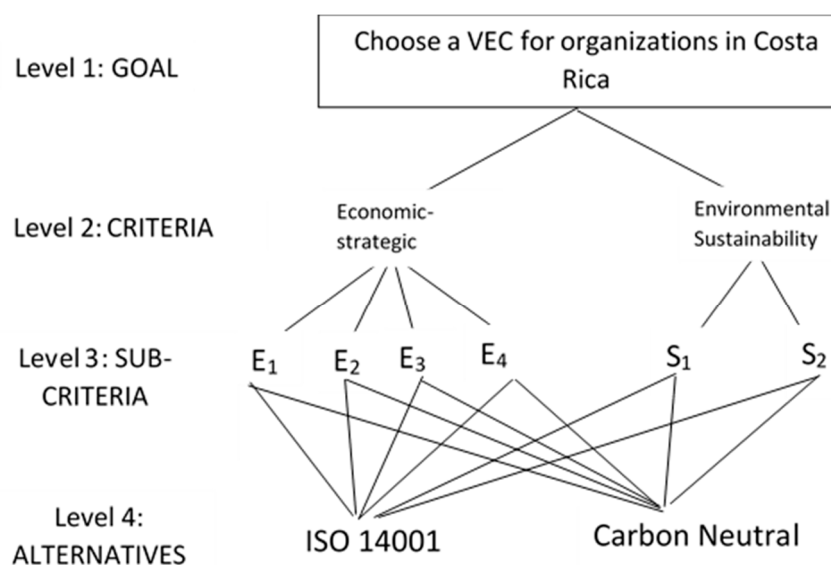 Choose a VEC for organizations in Costa
Rica
Level 1: GOAL
Level 2: CRITERIA
Economic-
strategic
Environmental
Sustainability
Level 3: SUB-
CRITERIA
E₁
E₂
E₃
E₄
S₁
S₂
Level 4:
ALTERNATIVES
ISO 14001
Carbon Neutral